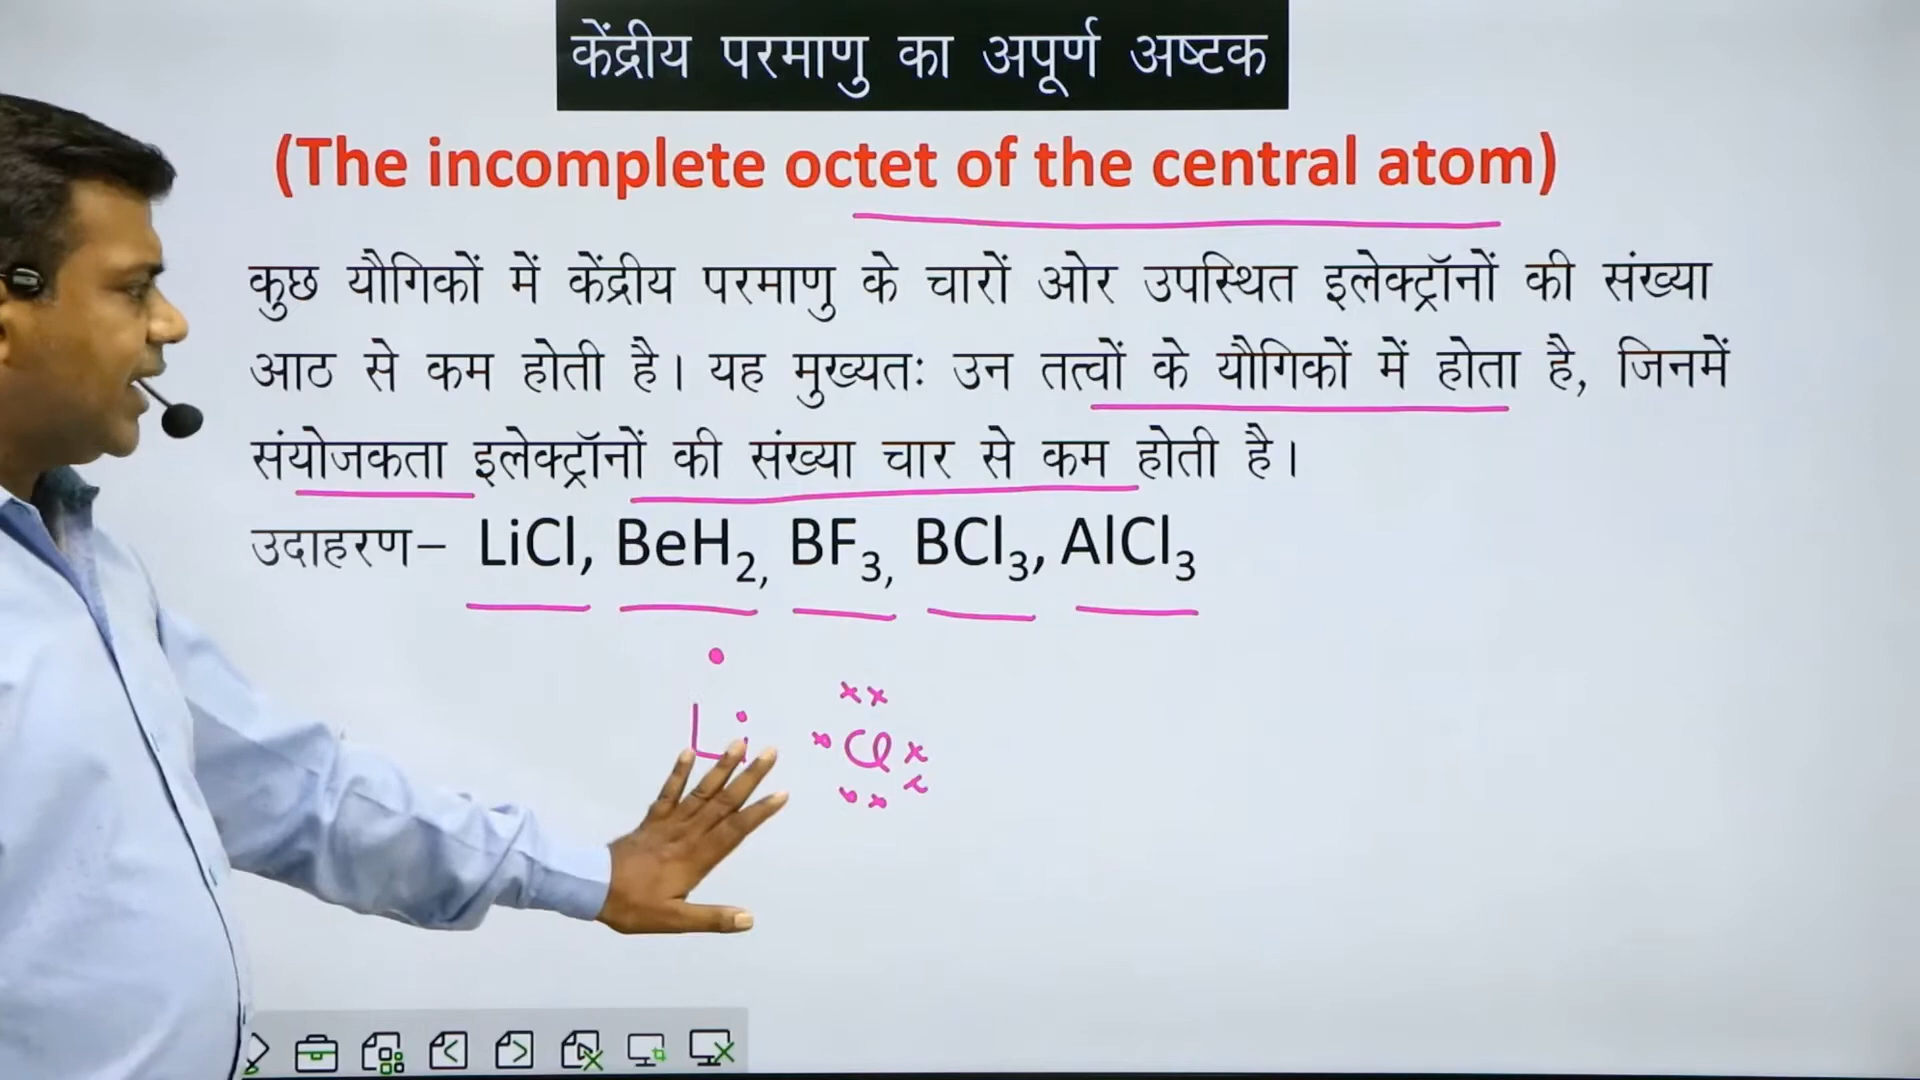 केंद्रीय परमाणु का अपूर्ण अष्टक
(The incomplete octet of the central atom)
कुछ यौगिकों में केंद्रीय परमाणु के चारों ओर उपस्थित इलेक्ट्रॉनों की संख्या
आठ से कम होती है। यह मुख्यतः उन तत्वों के यौगिकों में होता है, जिनमें
संयोजकता इलेक्ट्रॉनों की संख्या चार से कम होती है।
उदाहरण– LiCl, BeH₂, BF₃, BCl₃, AlCl₃
Li Cl